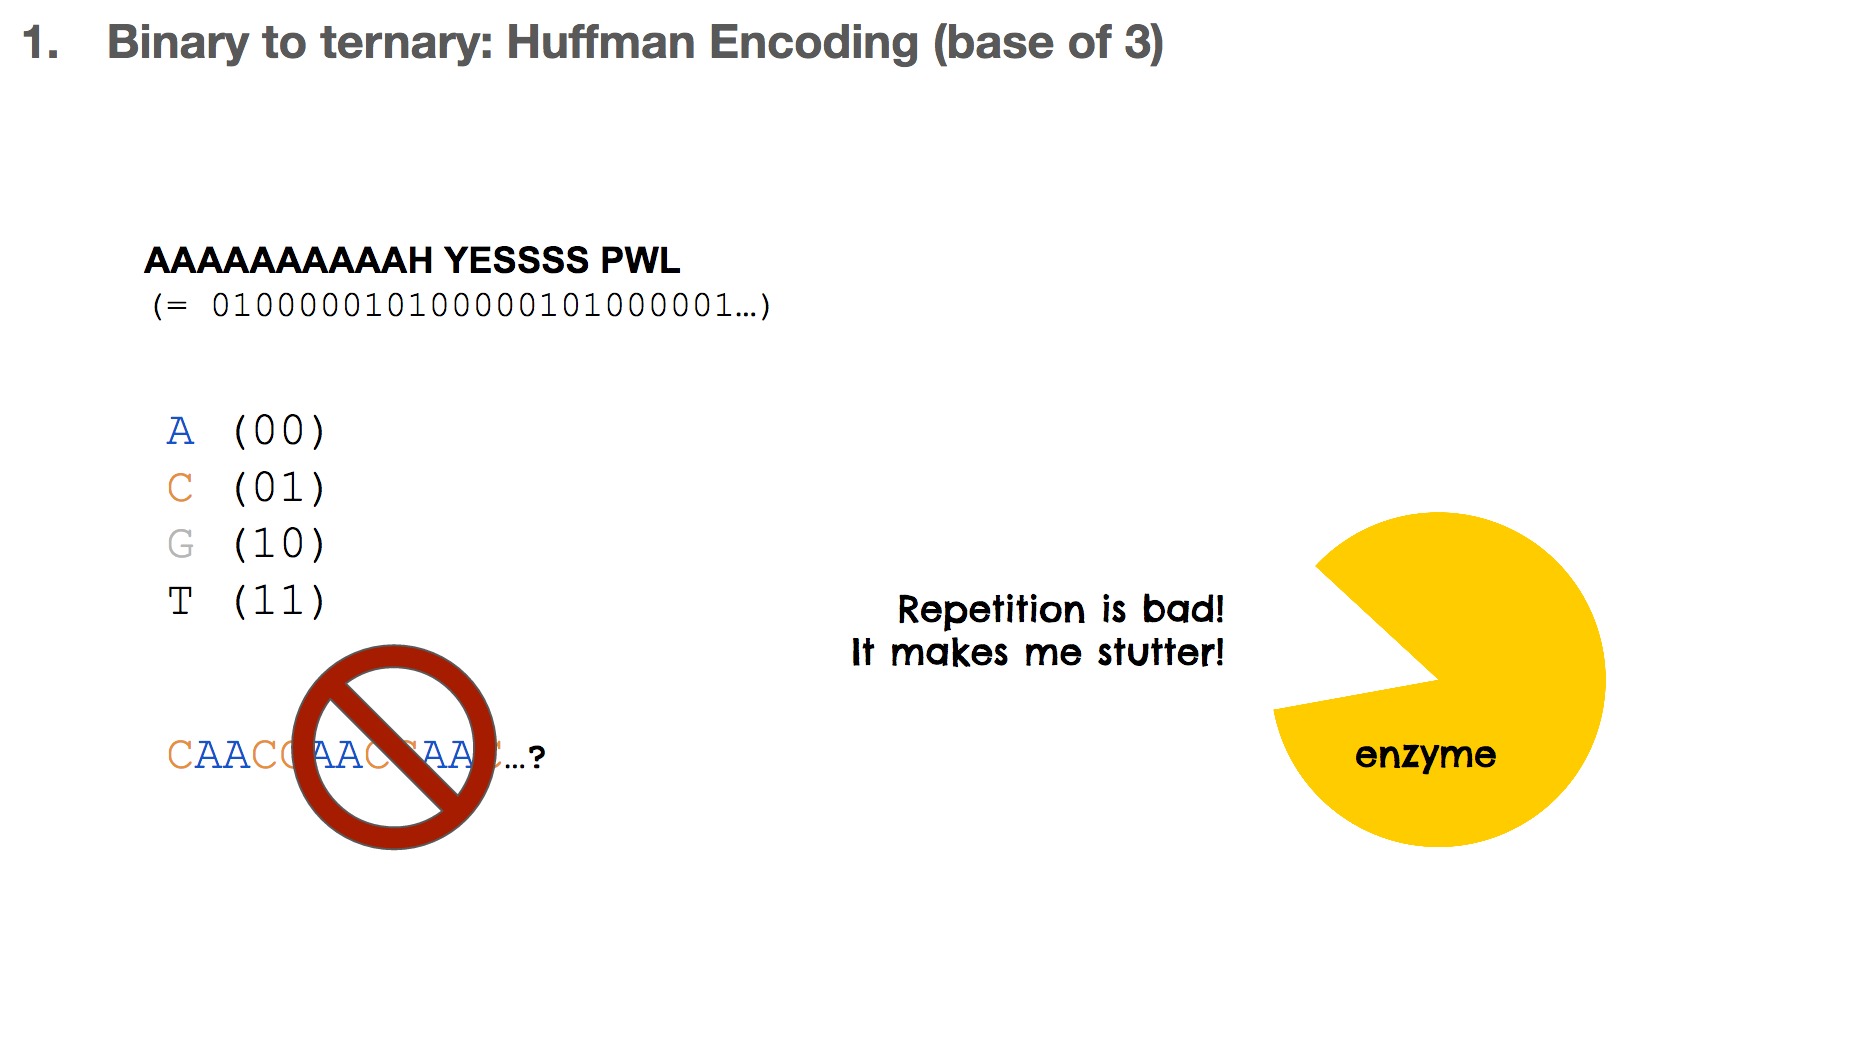 1. Binary to ternary: Huffman Encoding (base of 3)
AAAAAAAAAAH YESSSS PWL
(= 010000010100000101000001…)
A (00)
C (01)
G (10)
T (11)
CAACCAACCAAC…?
Repetition is bad!
It makes me stutter!
enzyme